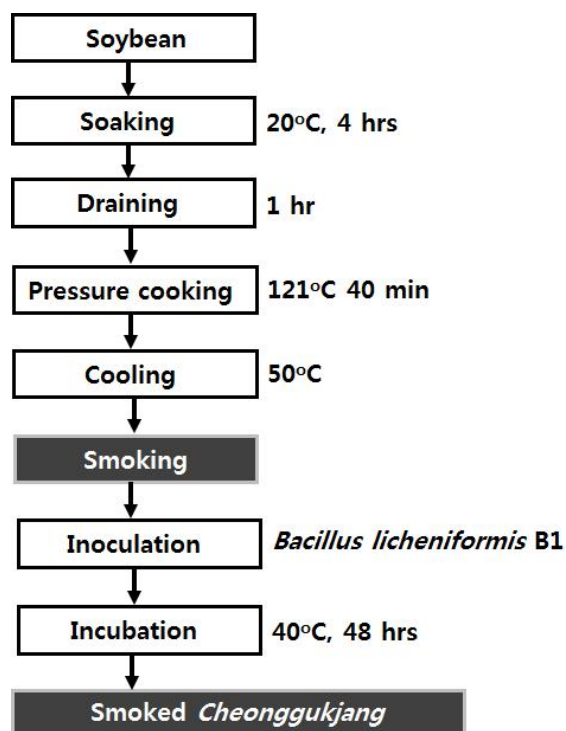 Soybean
Soaking 20°C, 4 hrs
Draining 1 hr
Pressure cooking 121°C 40 min
Cooling 50°C
Smoking
Inoculation Bacillus licheniformis B1
Incubation 40°C, 48 hrs
Smoked Cheonggukjang